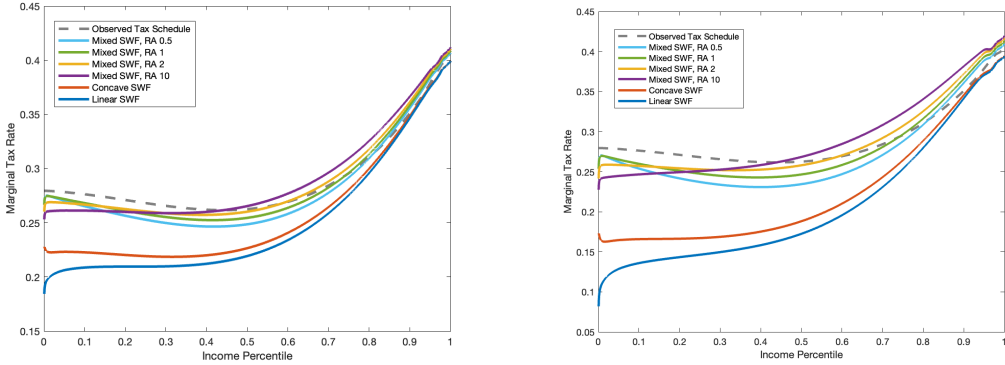 0.45
0.4
0.35
0.3
0.25
0.2
0.15
Marginal Tax Rate
Observed Tax Schedule
Mixed SWF, RA 0.5
Mixed SWF, RA 1
Mixed SWF, RA 2
Mixed SWF, RA 10
Concave SWF
Linear SWF
0 0.1 0.2 0.3 0.4 0.5 0.6 0.7 0.8 0.9 1
Income Percentile
0.45
0.4
0.35
0.3
0.25
0.2
0.15
0.1
0.05
Marginal Tax Rate
Observed Tax Schedule
Mixed SWF, RA 0.5
Mixed SWF, RA 1
Mixed SWF, RA 2
Mixed SWF, RA 10
Concave SWF
Linear SWF
0 0.1 0.2 0.3 0.4 0.5 0.6 0.7 0.8 0.9 1
Income Percentile